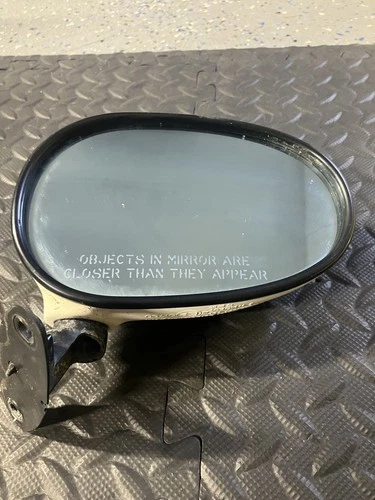 OBJECTS IN MIRROR ARE
CLOSER THAN THEY APPEAR